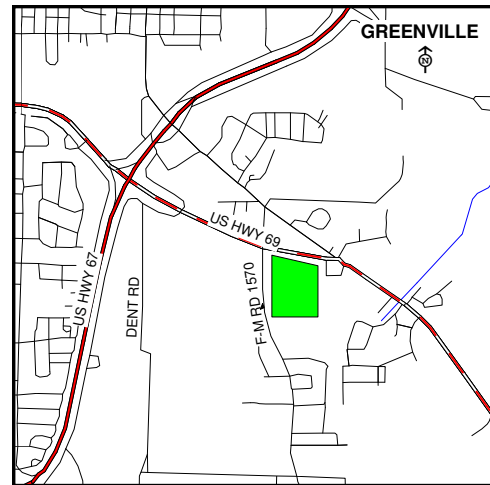 GREENVILLE
N
US HWY 69
US HWY 67
DENT RD
F-M RD 1570